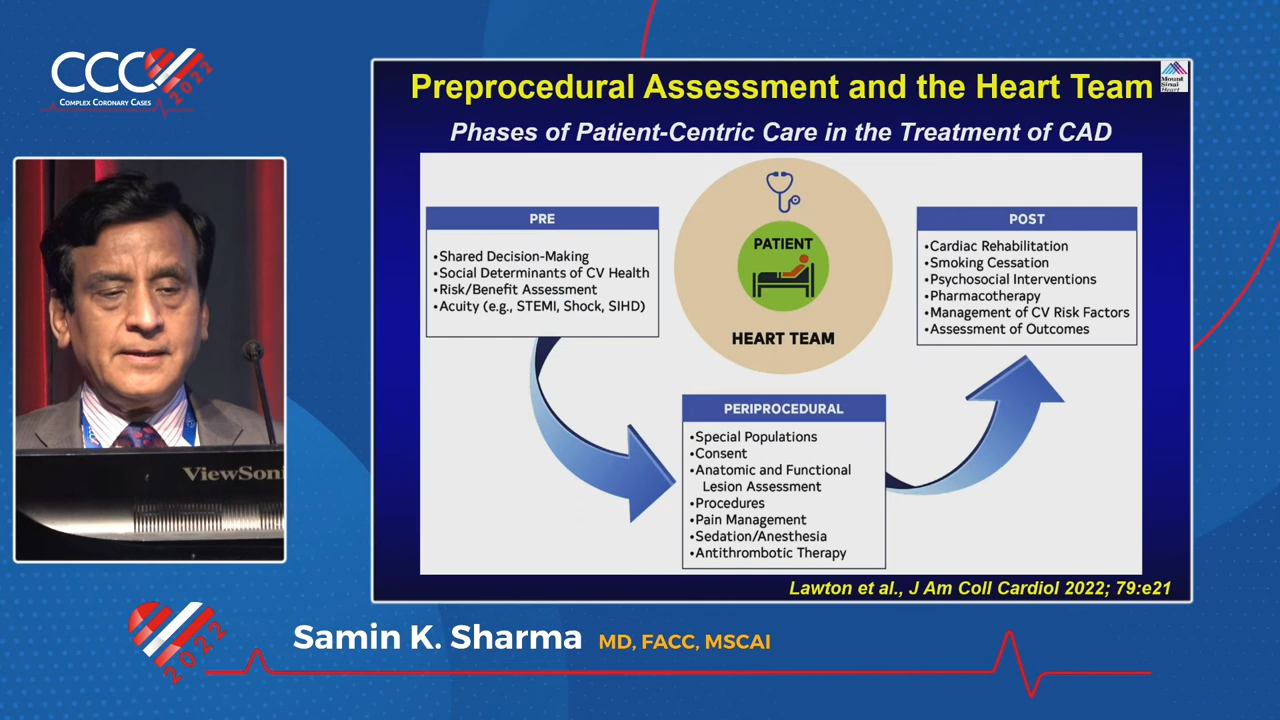 CCC
2022
COMPLEX CORONARY CASES
Preprocedural Assessment and the Heart Team
Mount
Sinai
Heart
Phases of Patient-Centric Care in the Treatment of CAD
PRE
•Shared Decision-Making
•Social Determinants of CV Health
•Risk/Benefit Assessment
•Acuity (e.g., STEMI, Shock, SIHD)
PATIENT
HEART TEAM
POST
•Cardiac Rehabilitation
•Smoking Cessation
•Psychosocial Interventions
•Pharmacotherapy
•Management of CV Risk Factors
•Assessment of Outcomes
PERIPROCEDURAL
•Special Populations
•Consent
•Anatomic and Functional
Lesion Assessment
•Procedures
•Pain Management
•Sedation/Anesthesia
•Antithrombotic Therapy
Lawton et al., J Am Coll Cardiol 2022; 79:e21
ViewSoni
2022
Samin K. Sharma MD, FACC, MSCAI